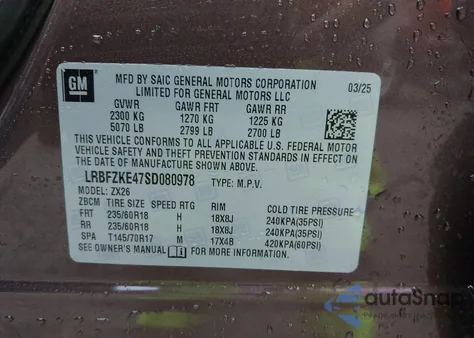 GM
MFD BY SAIC GENERAL MOTORS CORPORATION 03/25
LIMITED FOR GENERAL MOTORS LLC
GVWR GAWR FRT GAWR RR
2300 KG 1270 KG 1225 KG
5070 LB 2799 LB 2700 LB
THIS VEHICLE CONFORMS TO ALL APPLICABLE U.S. FEDERAL MOTOR
VEHICLE SAFETY AND THEFT PREVENTION STANDARDS IN EFFECT ON
THE DATE OF MANUFACTURE SHOWN ABOVE.
LRBFZKE47SD080978 TYPE: M.P.V.
MODEL: ZX26
ZBCM TIRE SIZE SPEED RTG RIM COLD TIRE PRESSURE
FRT 235/60R18 H 18X8J 240KPA(35PSI)
RR 235/60R18 H 18X8J 240KPA(35PSI)
SPA T145/70R17 M 17X4B 420KPA(60PSI)
SEE OWNER'S MANUAL FOR MORE INFORMATION.
autoSnap